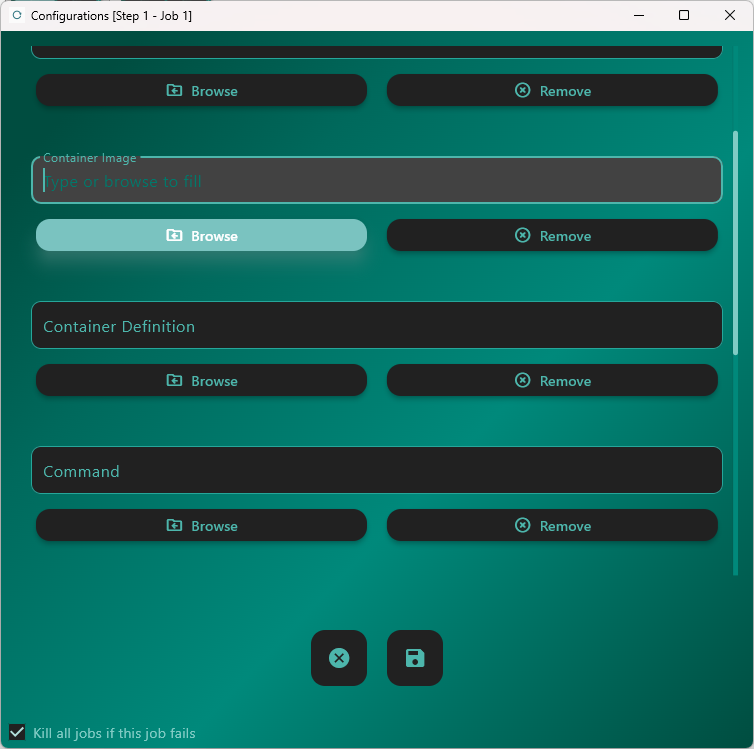 Configurations [Step 1 - Job 1]
Browse
Remove
Container Image
Type or browse to fill
Browse
Remove
Container Definition
Browse
Remove
Command
Browse
Remove
Kill all jobs if this job fails